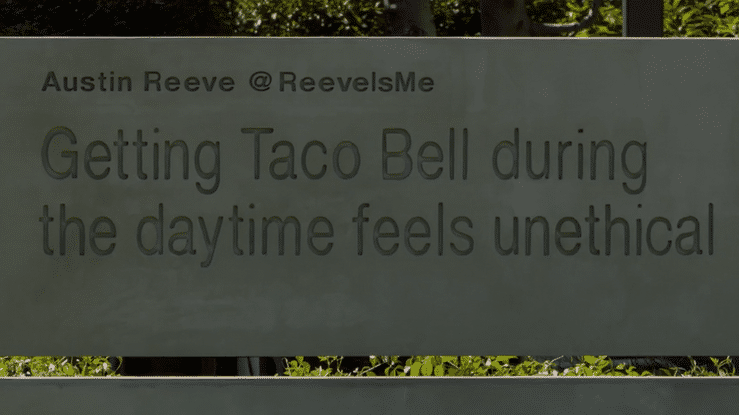 Austin Reeve @ReeveIsMe
Getting Taco Bell during
the daytime feels unethical